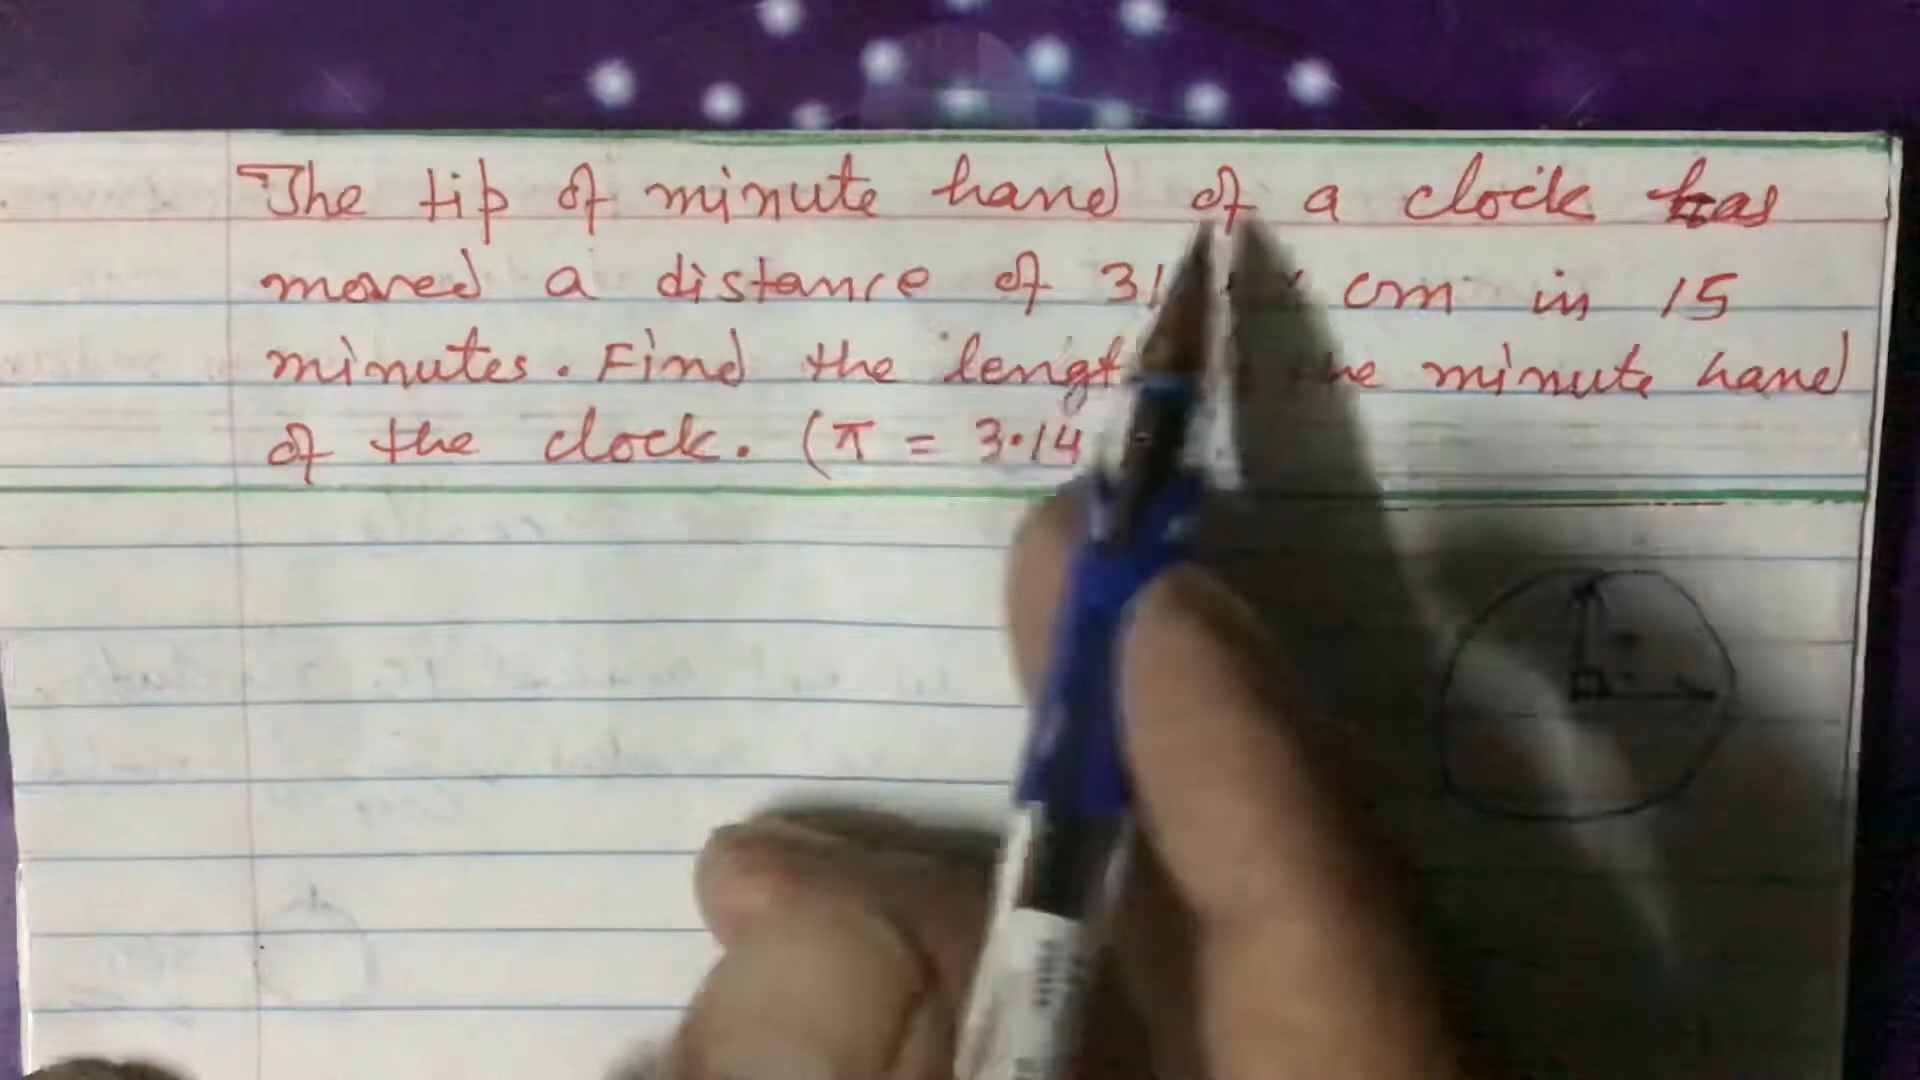 The tip of minute hand of a clock has
moved a distance of 31 cm in 15
minutes. Find the the minute hand
of the clock. (π = 3.14